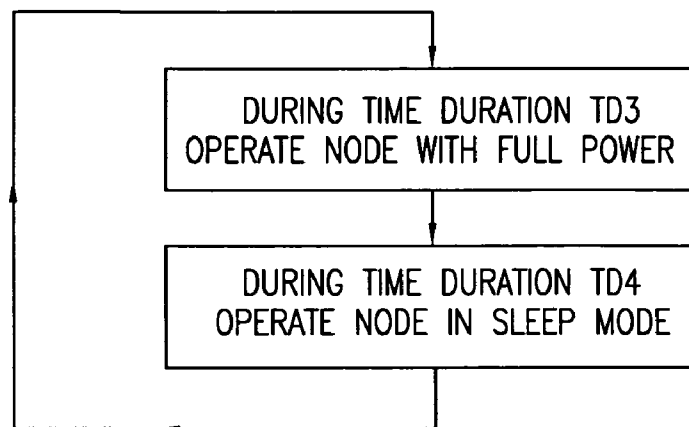 DURING TIME DURATION TD3
OPERATE NODE WITH FULL POWER
DURING TIME DURATION TD4
OPERATE NODE IN SLEEP MODE